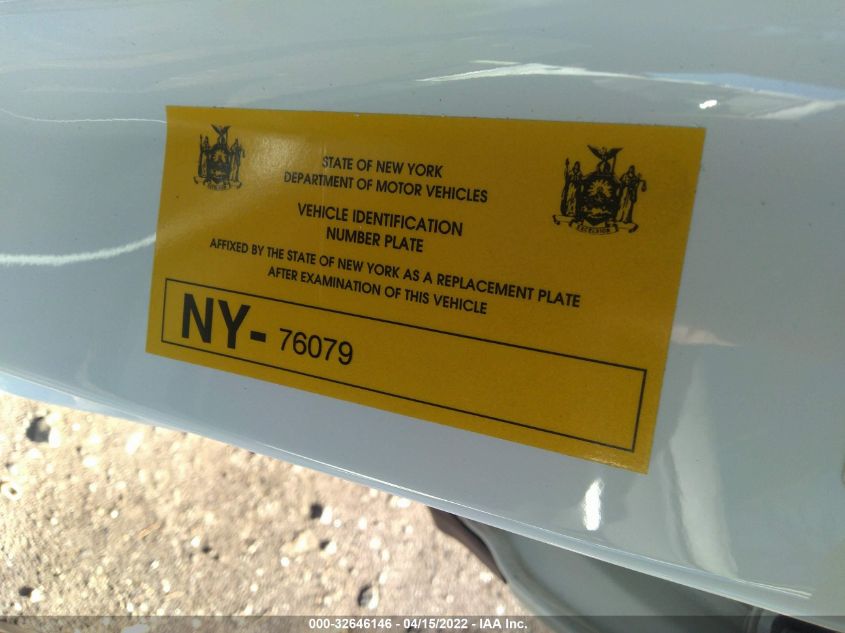 STATE OF NEW YORK
DEPARTMENT OF MOTOR VEHICLES
VEHICLE IDENTIFICATION
NUMBER PLATE
AFFIXED BY THE STATE OF NEW YORK AS A REPLACEMENT PLATE
AFTER EXAMINATION OF THIS VEHICLE
NY- 76079
EXCELSIOR
000-32646146 - 04/15/2022 - IAA Inc.